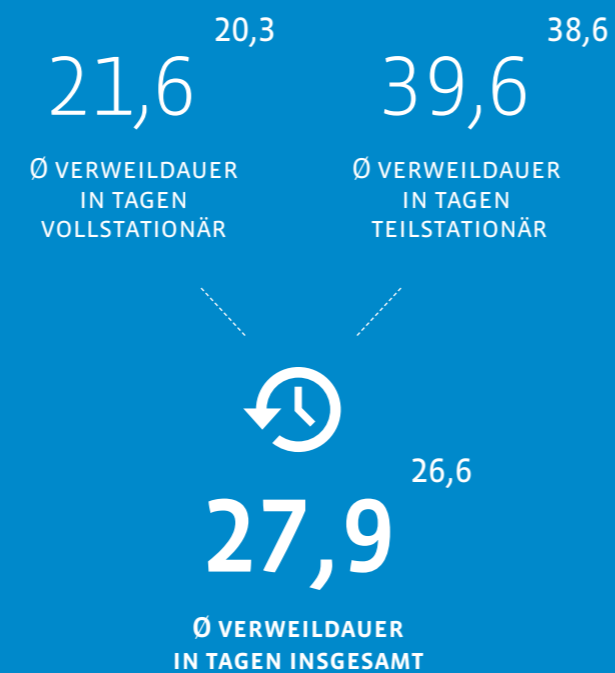 20,3
21,6
Ø VERWEILDAUER
IN TAGEN
VOLLSTATIONÄR
38,6
39,6
Ø VERWEILDAUER
IN TAGEN
TEILSTATIONÄR
26,6
27,9
Ø VERWEILDAUER
IN TAGEN INSGESAMT